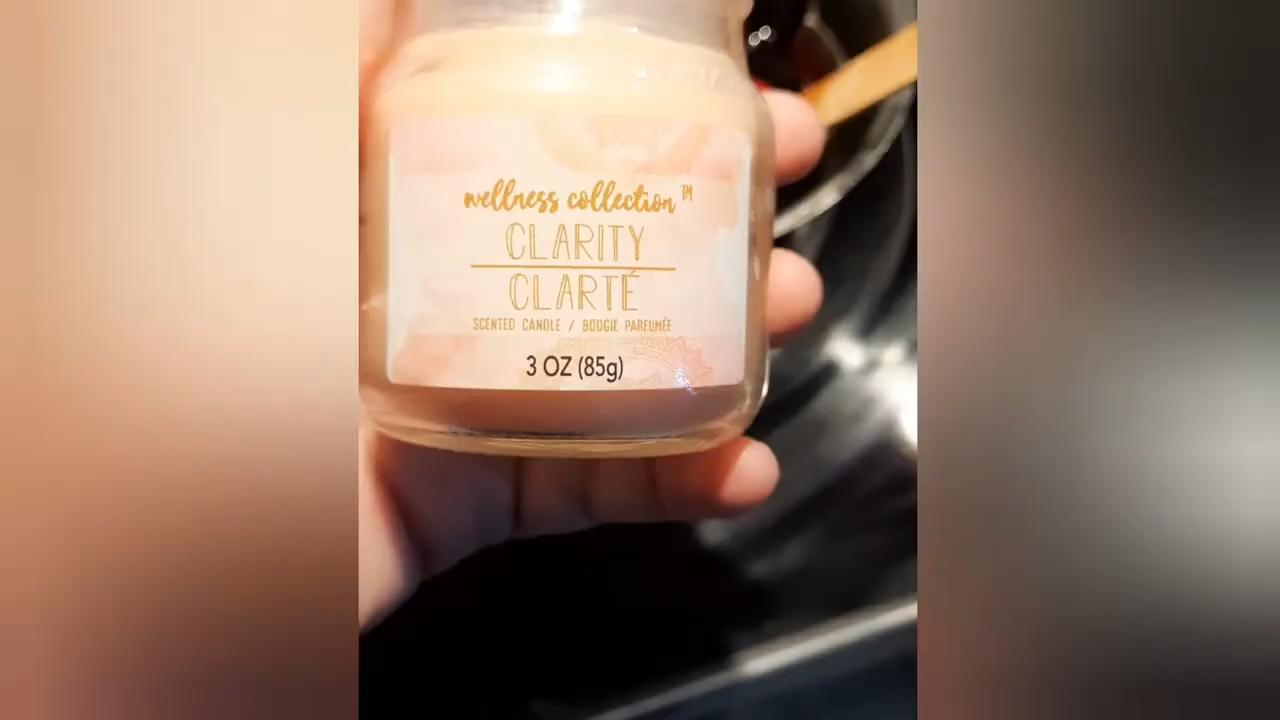 wellness collection™
CLARITY
CLARTÉ
SCENTED CANDLE / BOUGIE PARFUMÉE
3 OZ (85g)